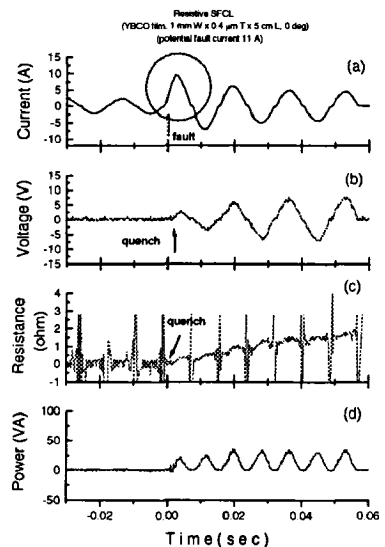 Resistive SFCL
(YBCO film, 1 mm W x 0.4 μm T x 5 cm L, 0 deg)
(potential fault current 11 A)
(a)
Current (A)
15
10
5
0
-5
-10
fault
(b)
Voltage (V)
15
10
5
0
-5
-10
quench
(c)
Resistance
(ohm)
4
3
2
1
0
-1
quench
(d)
Power (VA)
100
50
0
-50
-0.02 0.00 0.02 0.04 0.06
Time(sec)